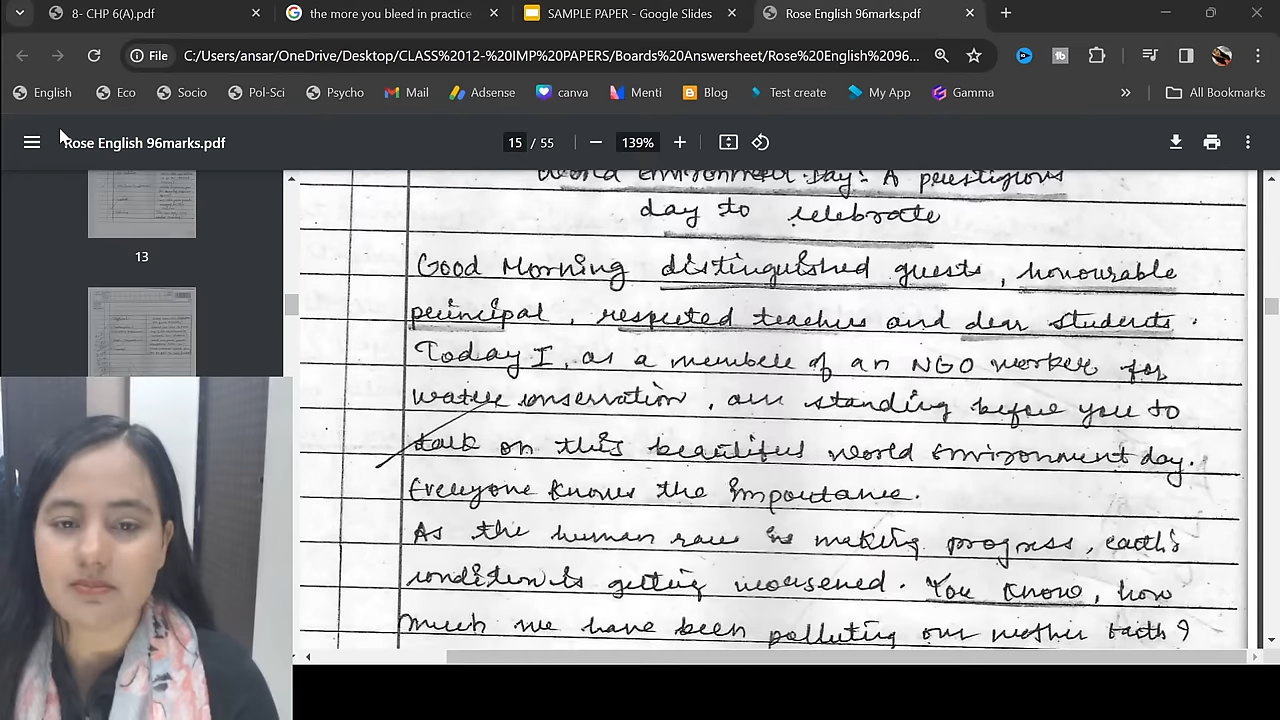 8- CHP 6(A).pdf
the more you bleed in practice
SAMPLE PAPER - Google Slides
Rose English 96marks.pdf
File
C:/Users/ansar/OneDrive/Desktop/CLASS%2012-%20IMP%20PAPERS/Boards%20Answersheet/Rose%20English%2096...
English
Eco
Socio
Pol-Sci
Psycho
Mail
Adsense
canva
Menti
Blog
Test create
My App
Gamma
»
All Bookmarks
Rose English 96marks.pdf
15 / 55
139%
13
World Environment Day: A prestigious
day to celebrate
Good Morning distinguished guests, honourable
principal, respected teachers and dear students.
Today I, as a member of an NGO worker for
water conservation, am standing before you to
talk on this beautiful world Environment day.
Everyone knows the importance.
As the human race is making progress, earth's
condition is getting worsened. You know, how
much we have been polluting our mother Earth?